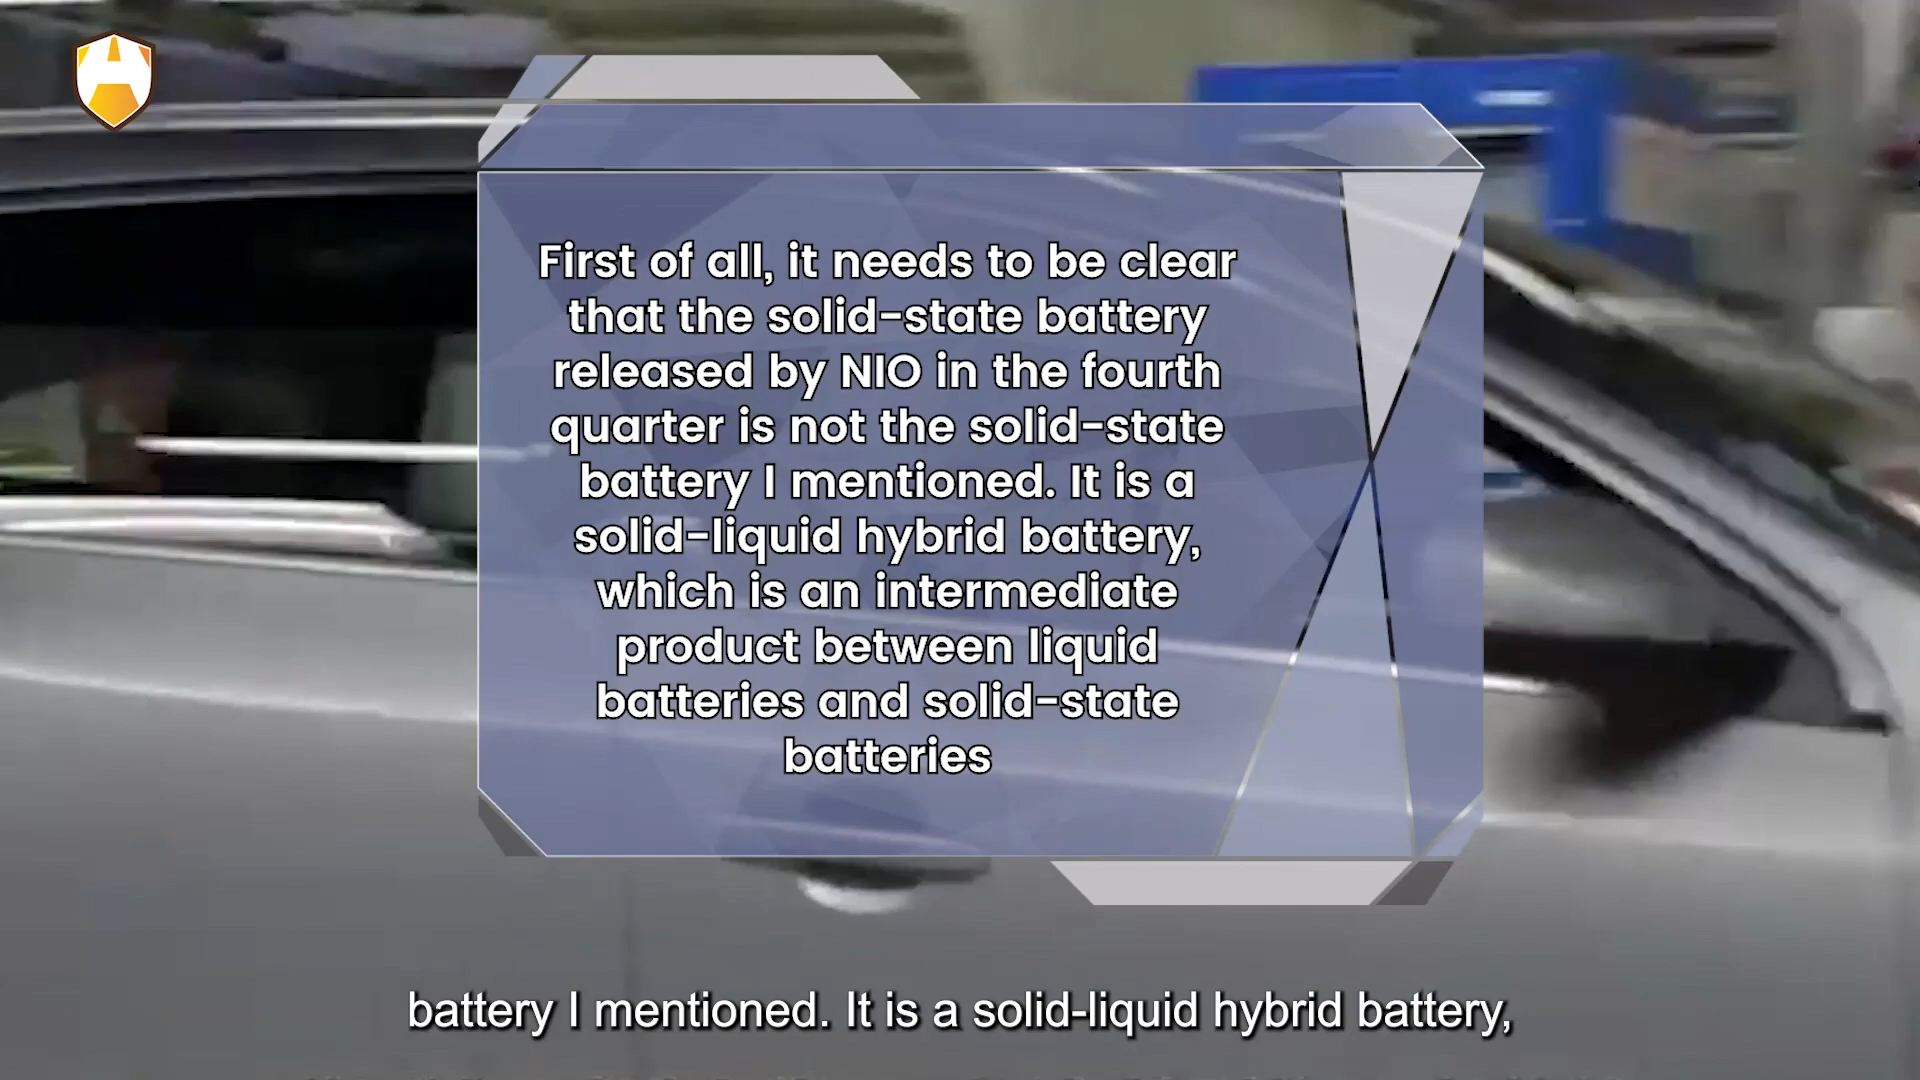 First of all, it needs to be clear
that the solid-state battery
released by NIO in the fourth
quarter is not the solid-state
battery I mentioned. It is a
solid-liquid hybrid battery,
which is an intermediate
product between liquid
batteries and solid-state
batteries
battery I mentioned. It is a solid-liquid hybrid battery,